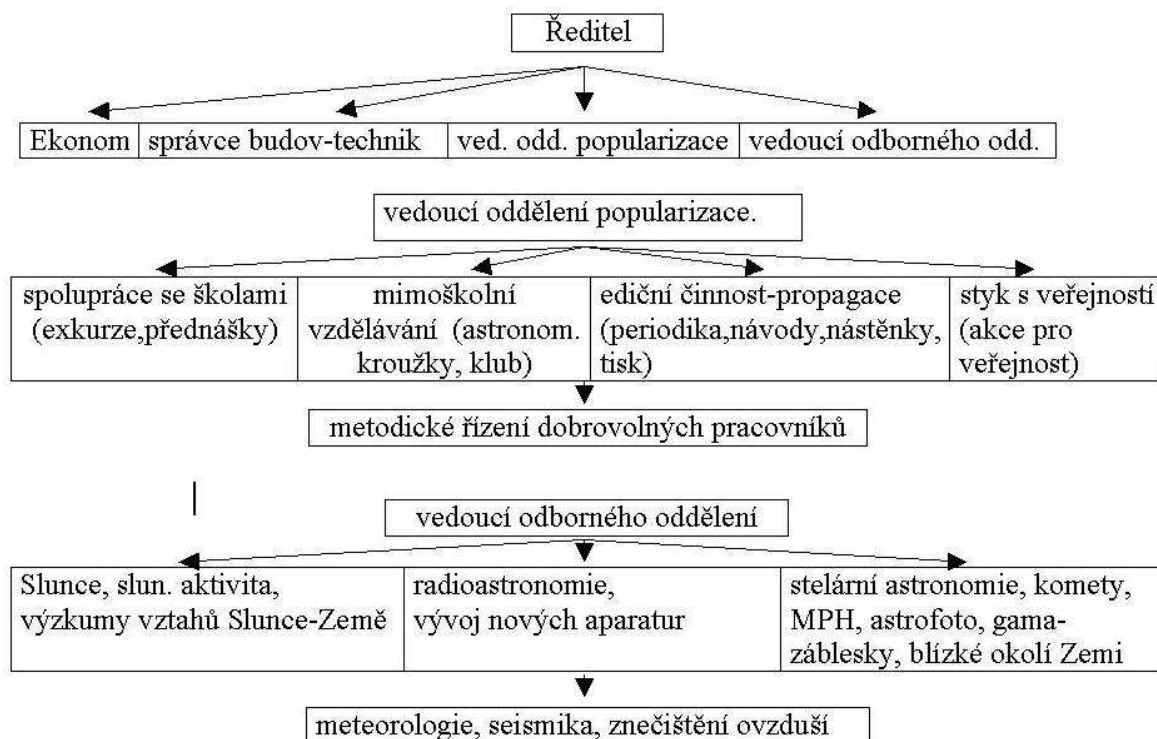 Ředitel
Ekonom správce budov-technik ved. odd. popularizace vedoucí odborného odd.
vedoucí oddělení popularizace.
spolupráce se školami
(exkurze,přednášky)
mimoškolní
vzdělávání (astronom.
kroužky, klub)
ediční činnost-propagace
(periodika,návody,nástěnky,
tisk)
styk s veřejností
(akce pro
veřejnost)
metodické řízení dobrovolných pracovníků
vedoucí odborného oddělení
Slunce, slun. aktivita,
výzkumy vztahů Slunce-Země
radioastronomie,
vývoj nových aparatur
stelární astronomie, komety,
MPH, astrofoto, gama-
záblesky, blízké okolí Zemi
meteorologie, seismika, znečištění ovzduší